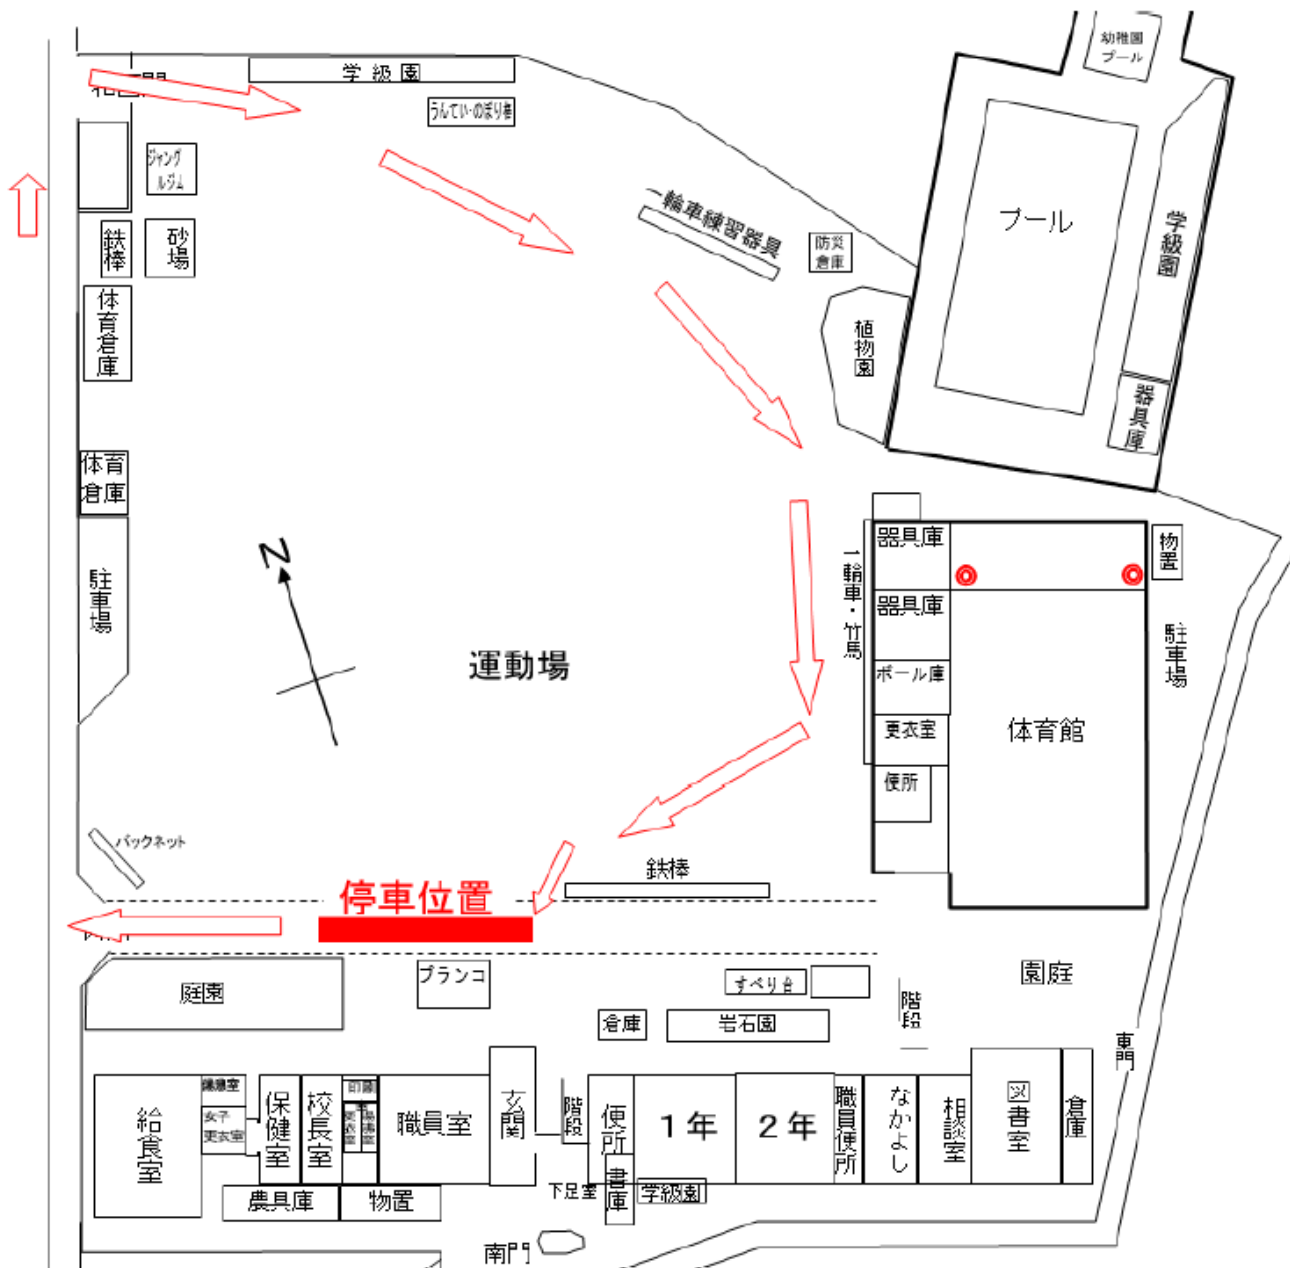 幼稚園
プール
学級園
うんてい・のぼり棒
ジャング
ルジム
一輪車練習器具
プール
学級園
鉄棒
砂場
防災
倉庫
体育倉庫
植物園
器具庫
体育
倉庫
N
器具庫
物置
駐車場
一輪車・竹馬
器具庫
駐車場
運動場
ボール庫
更衣室
体育館
便所
バックネット
鉄棒
停車位置
ブランコ
すべり台
園庭
庭園
階段
倉庫
岩石園
東門
給食室
女子
更衣室
保健室
校長室
印刷
職員室
玄関
階段
便所
1年
2年
職員便所
なかよし
相談室
図書室
倉庫
農具庫
物置
下足室
書庫
学級園
南門